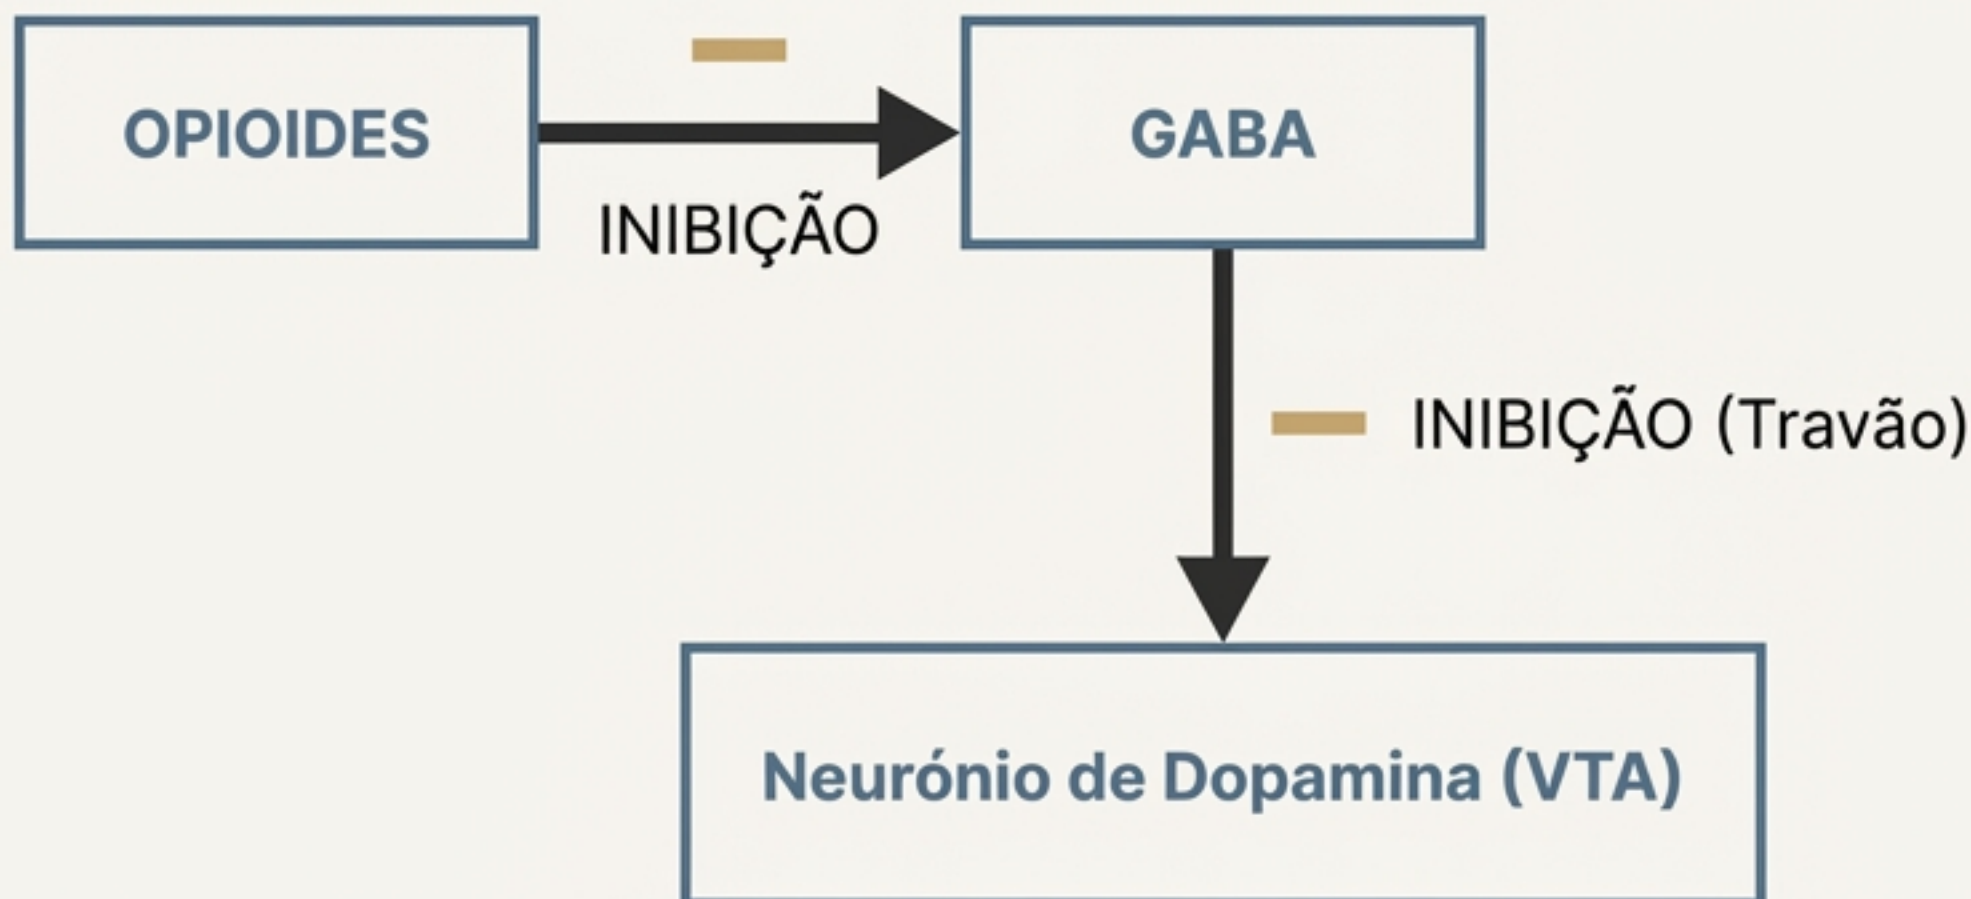 OPIOIDES
GABA
INIBIÇÃO
INIBIÇÃO (Travão)
Neurónio de Dopamina (VTA)